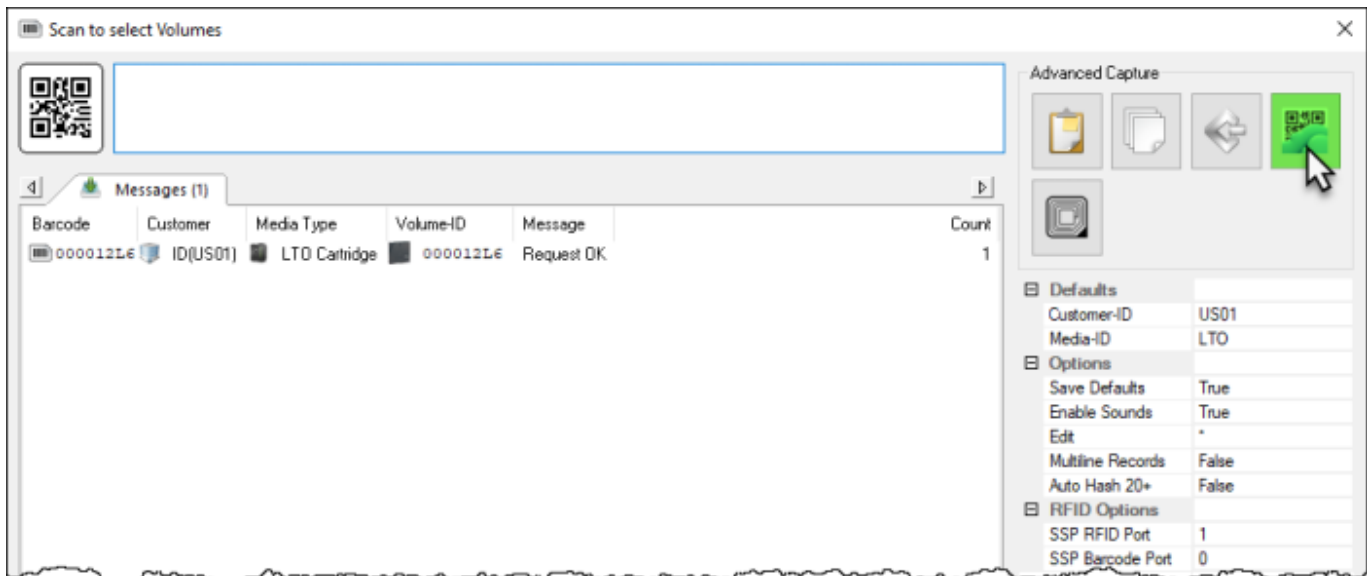 Scan to select Volumes
Advanced Capture
Messages (1)
Barcode Customer Media Type Volume-ID Message Count
000012L6 ID(US01) LTO Cartridge 000012L6 Request OK 1
Defaults
Customer-ID US01
Media-ID LTO
Options
Save Defaults True
Enable Sounds True
Edit *
Multiline Records False
Auto Hash 20+ False
RFID Options
SSP RFID Port 1
SSP Barcode Port 0